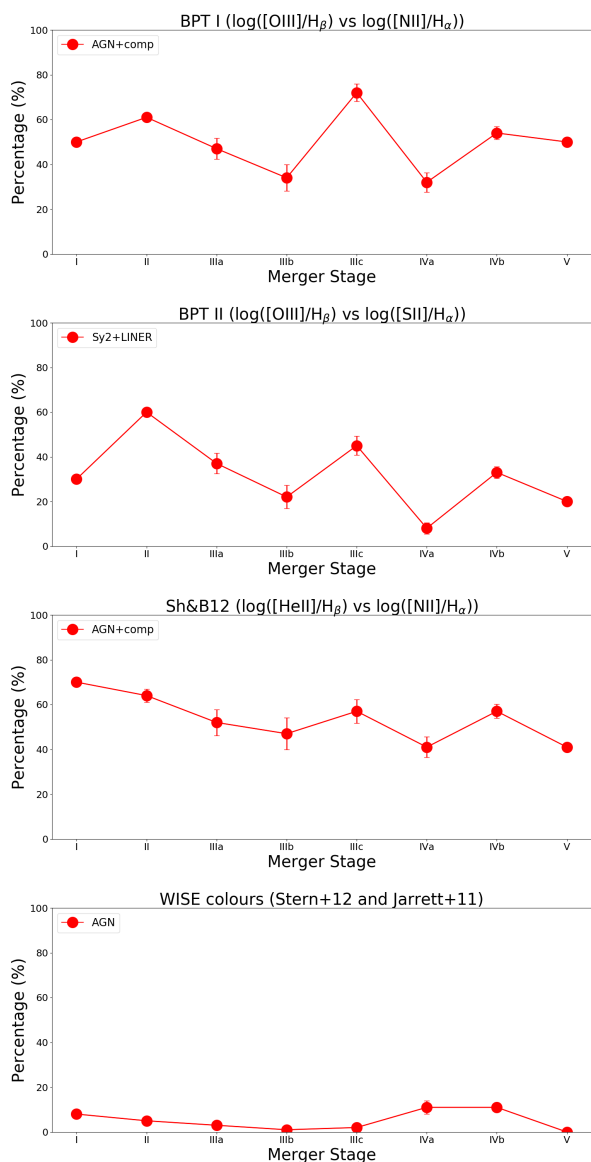 BPT I (log([OIII]/Hβ) vs log([NII]/Hα))
AGN+comp
Percentage (%)
100
80
60
40
20
0
I II IIIa IIIb IIIc IVa IVb V
Merger Stage
BPT II (log([OIII]/Hβ) vs log([SII]/Hα))
Sy2+LINER
Percentage (%)
100
80
60
40
20
0
I II IIIa IIIb IIIc IVa IVb V
Merger Stage
Sh&B12 (log([HeII]/Hβ) vs log([NII]/Hα))
AGN+comp
Percentage (%)
100
80
60
40
20
0
I II IIIa IIIb IIIc IVa IVb V
Merger Stage
WISE colours (Stern+12 and Jarrett+11)
AGN
Percentage (%)
100
80
60
40
20
0
I II IIIa IIIb IIIc IVa IVb V
Merger Stage